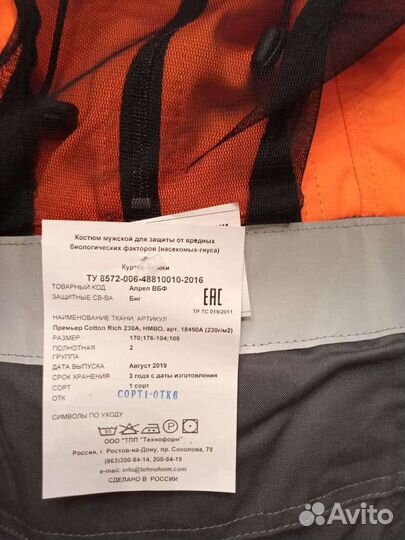 Костюм мужской для защиты от вредных
биологических факторов (насекомых-гнуса)
ТУ 8572-006-48810010-2016
ТОВАРНЫЙ КОД Алреп ВБФ
ЗАЩИТНЫЕ СВ-ВА Бнг
EAC
ТР ТС 019/2011
НАИМЕНОВАНИЕ ТКАНИ. АРТИКУЛ
Премьер Cotton Rich 230А, НМВО, арт. 18450А (230г/м2)
РАЗМЕР 170;176-104;108
ПОЛНОТНАЯ 2
ГРУППА
ДАТА ВЫПУСКА Август 2019
СРОК ХРАНЕНИЯ 3 года с даты изготовления
СОРТ 1 сорт
ОТК СОРТ1-ОТК6
СИМВОЛЫ ПО УХОДУ
ООО "ТПП "Техноформ"
Россия, г. Ростов-на-Дону, пр. Соколова, 78
(863)200-84-14, 200-84-19
e-mail: info@tehnoform.com
СДЕЛАНО В РОССИИ
Avito